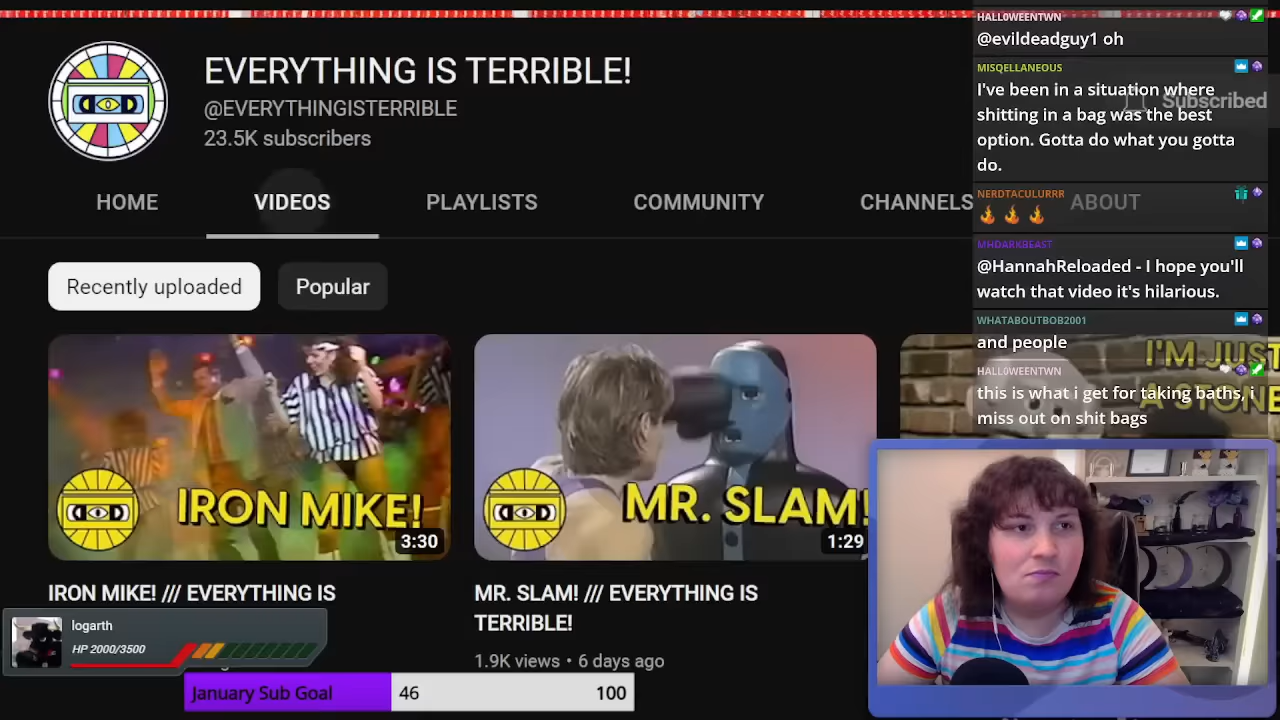 EVERYTHING IS TERRIBLE!
@EVERYTHINGISTERRIBLE
23.5K subscribers
Subscribed
HOME
VIDEOS
PLAYLISTS
COMMUNITY
CHANNELS
ABOUT
Recently uploaded
Popular
IRON MIKE!
3:30
MR. SLAM!
1:29
I'M JUST
A STONE
IRON MIKE! /// EVERYTHING IS
MR. SLAM! /// EVERYTHING IS
TERRIBLE!
1.9K views • 6 days ago
logarth
HP 2000/3500
January Sub Goal
46
100
HALL0WEENTWN
@evildeadguy1 oh
MISQELLANEOUS
I've been in a situation where
shitting in a bag was the best
option. Gotta do what you gotta
do.
NERDTACULURRR
🔥 🔥 🔥
MHDARKBEAST
@HannahReloaded - I hope you'll
watch that video it's hilarious.
WHATABOUTBOB2001
and people
HALL0WEENTWN
this is what i get for taking baths, i
miss out on shit bags